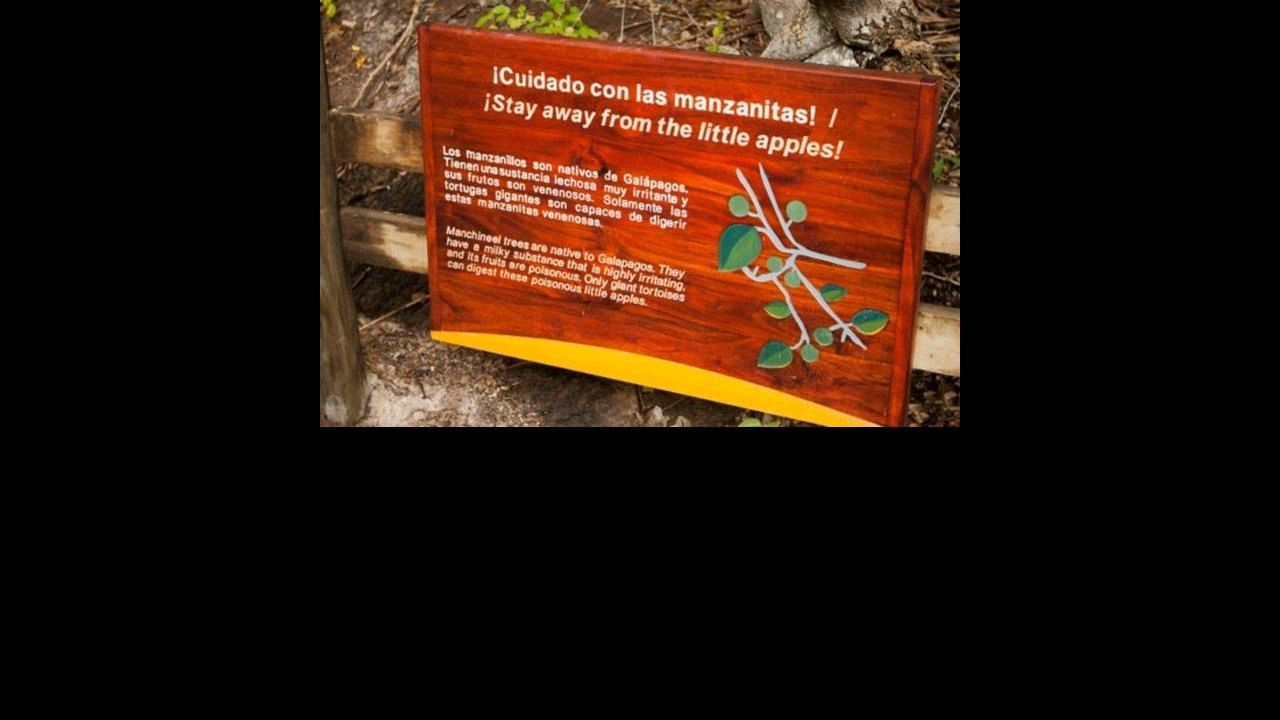 ¡Cuidado con las manzanitas! /
¡Stay away from the little apples!
Los manzanillos son nativos de Galápagos.
Tienen una sustancia lechosa muy irritante y
sus frutos son venenosos. Solamente las
tortugas gigantes son capaces de digerir
estas manzanitas venenosas.
Manchineel trees are native to Galapagos. They
have a milky substance that is highly irritating,
and its fruits are poisonous. Only giant tortoises
can digest these poisonous little apples.